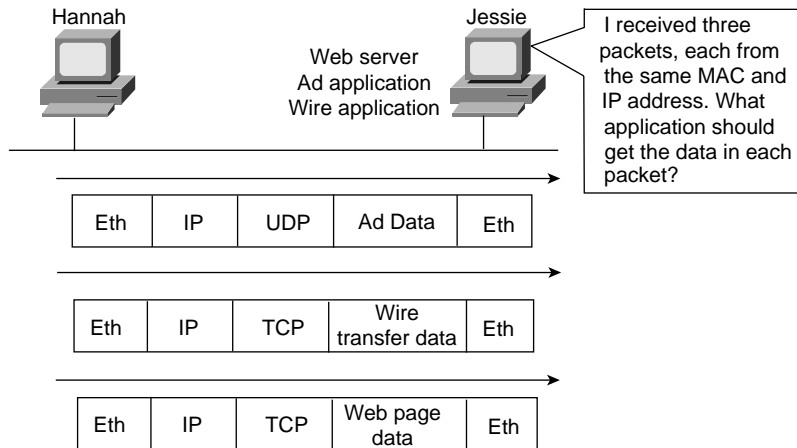 Hannah
Jessie
Web server
Ad application
Wire application
I received three
packets, each from
the same MAC and
IP address. What
application should
get the data in each
packet?
Eth IP UDP Ad Data Eth
Eth IP TCP Wire transfer data Eth
Eth IP TCP Web page data Eth